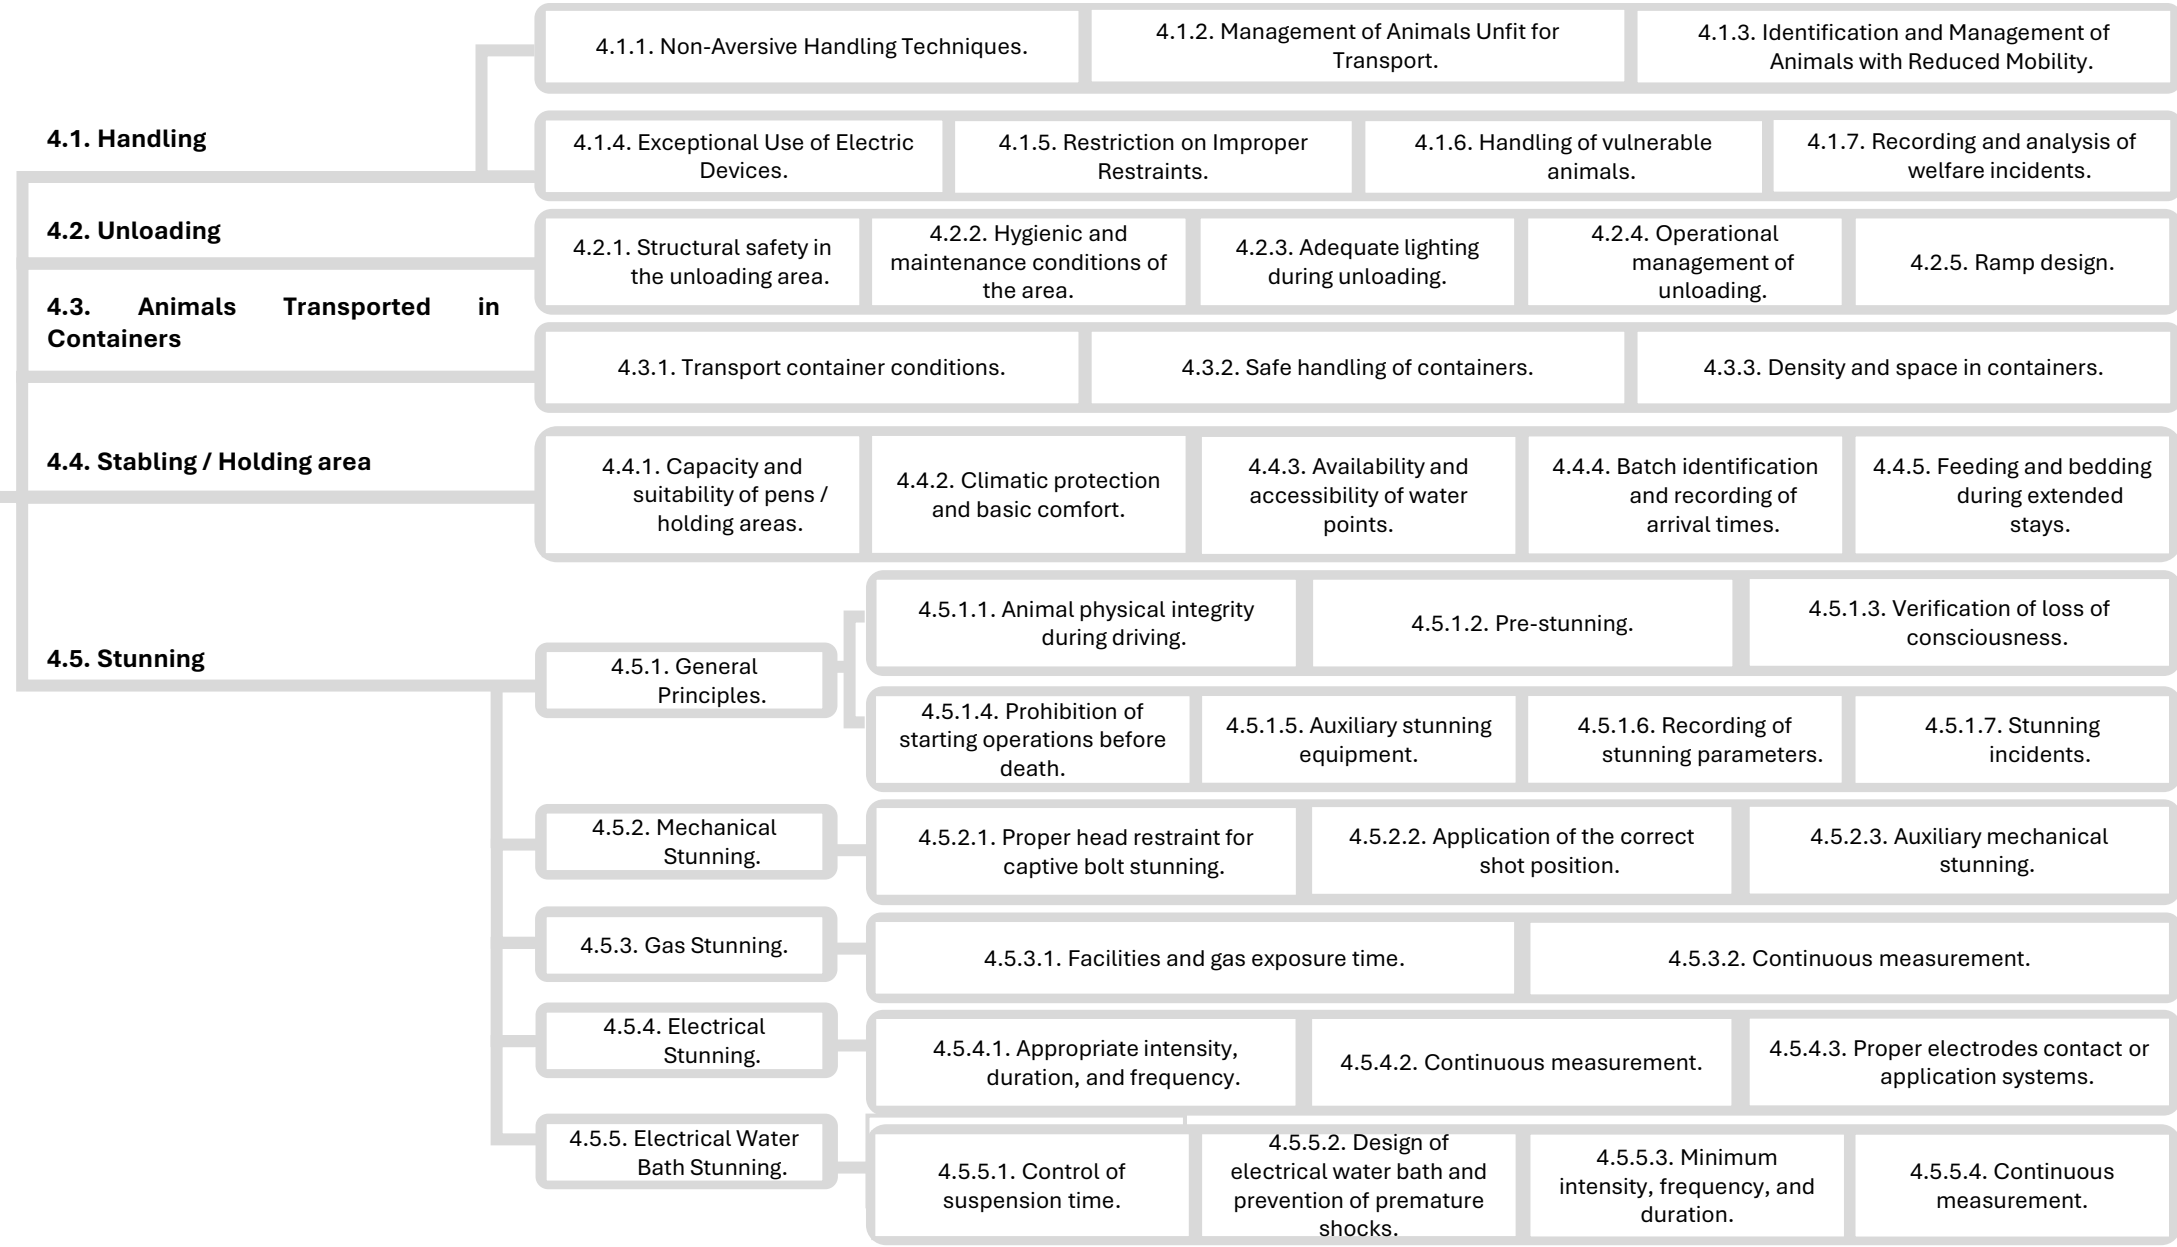 4.1. Handling
4.1.1. Non-Aversive Handling Techniques.
4.1.2. Management of Animals Unfit for
Transport.
4.1.3. Identification and Management of
Animals with Reduced Mobility.
4.1.4. Exceptional Use of Electric
Devices.
4.1.5. Restriction on Improper
Restraints.
4.1.6. Handling of vulnerable
animals.
4.1.7. Recording and analysis of
welfare incidents.
4.2. Unloading
4.2.1. Structural safety in
the unloading area.
4.2.2. Hygienic and
maintenance conditions of
the area.
4.2.3. Adequate lighting
during unloading.
4.2.4. Operational
management of
unloading.
4.2.5. Ramp design.
4.3. Animals Transported in
Containers
4.3.1. Transport container conditions.
4.3.2. Safe handling of containers.
4.3.3. Density and space in containers.
4.4. Stabling / Holding area
4.4.1. Capacity and
suitability of pens /
holding areas.
4.4.2. Climatic protection
and basic comfort.
4.4.3. Availability and
accessibility of water
points.
4.4.4. Batch identification
and recording of
arrival times.
4.4.5. Feeding and bedding
during extended
stays.
4.5. Stunning
4.5.1. General
Principles.
4.5.1.1. Animal physical integrity
during driving.
4.5.1.2. Pre-stunning.
4.5.1.3. Verification of loss of
consciousness.
4.5.1.4. Prohibition of
starting operations before
death.
4.5.1.5. Auxiliary stunning
equipment.
4.5.1.6. Recording of
stunning parameters.
4.5.1.7. Stunning
incidents.
4.5.2. Mechanical
Stunning.
4.5.2.1. Proper head restraint for
captive bolt stunning.
4.5.2.2. Application of the correct
shot position.
4.5.2.3. Auxiliary mechanical
stunning.
4.5.3. Gas Stunning.
4.5.3.1. Facilities and gas exposure time.
4.5.3.2. Continuous measurement.
4.5.4. Electrical
Stunning.
4.5.4.1. Appropriate intensity,
duration, and frequency.
4.5.4.2. Continuous measurement.
4.5.4.3. Proper electrodes contact or
application systems.
4.5.5. Electrical Water
Bath Stunning.
4.5.5.1. Control of
suspension time.
4.5.5.2. Design of
electrical water bath and
prevention of premature
shocks.
4.5.5.3. Minimum
intensity, frequency, and
duration.
4.5.5.4. Continuous
measurement.